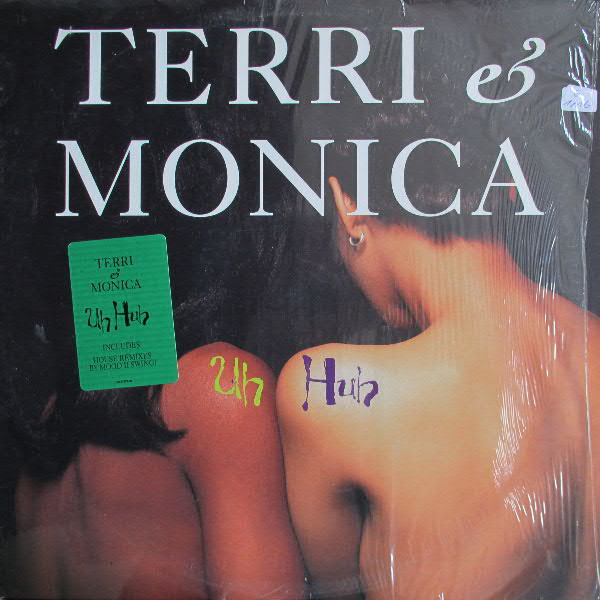 TERRI &
MONICA
TERRI
&
MONICA
Uh Huh
INCLUDES
HOUSE REMIXES
BY MOOD II SWING!
Uh Huh